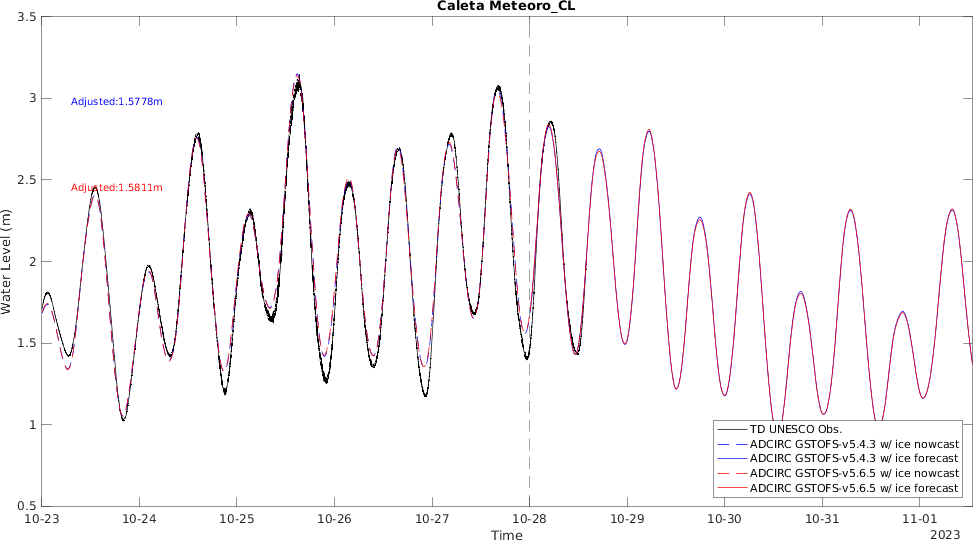 Caleta Meteoro_CL
3.5
3
2.5
2
1.5
1
0.5
Water Level (m)
Adjusted:1.5778m
Adjusted:1.5811m
TD UNESCO Obs.
ADCIRC GSTOFS-v5.4.3 w/ ice nowcast
ADCIRC GSTOFS-v5.4.3 w/ ice forecast
ADCIRC GSTOFS-v5.6.5 w/ ice nowcast
ADCIRC GSTOFS-v5.6.5 w/ ice forecast
10-23 10-24 10-25 10-26 10-27 10-28 10-29 10-30 10-31 11-01
Time
2023